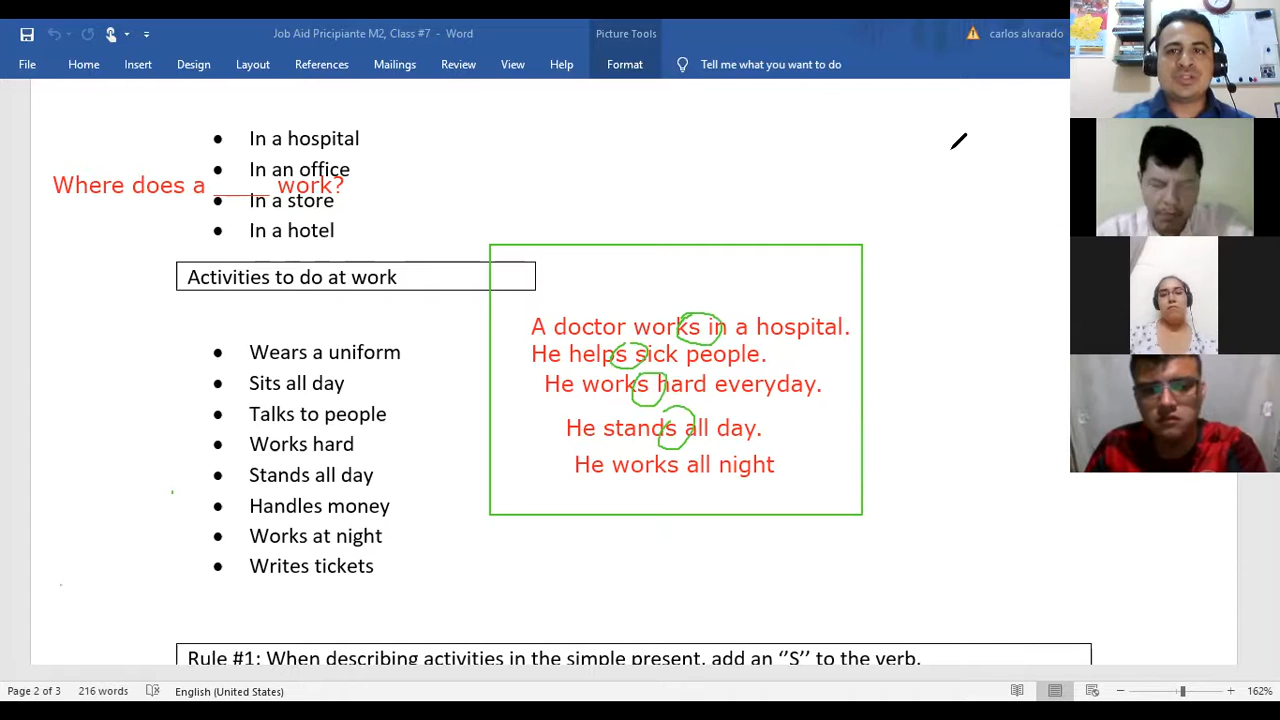 Job Aid Pricipiante M2, Class #7 - Word
Picture Tools
carlos alvarado
File
Home
Insert
Design
Layout
References
Mailings
Review
View
Help
Format
Tell me what you want to do
• In a hospital
• In an office
Where does a ____ work?
• In a store
• In a hotel
Activities to do at work
• Wears a uniform
• Sits all day
• Talks to people
• Works hard
• Stands all day
• Handles money
• Works at night
• Writes tickets
A doctor works in a hospital.
He helps sick people.
He works hard everyday.
He stands all day.
He works all night
Rule #1: When describing activities in the simple present, add an ‘‘S’’ to the verb.
Page 2 of 3
216 words
English (United States)
162%